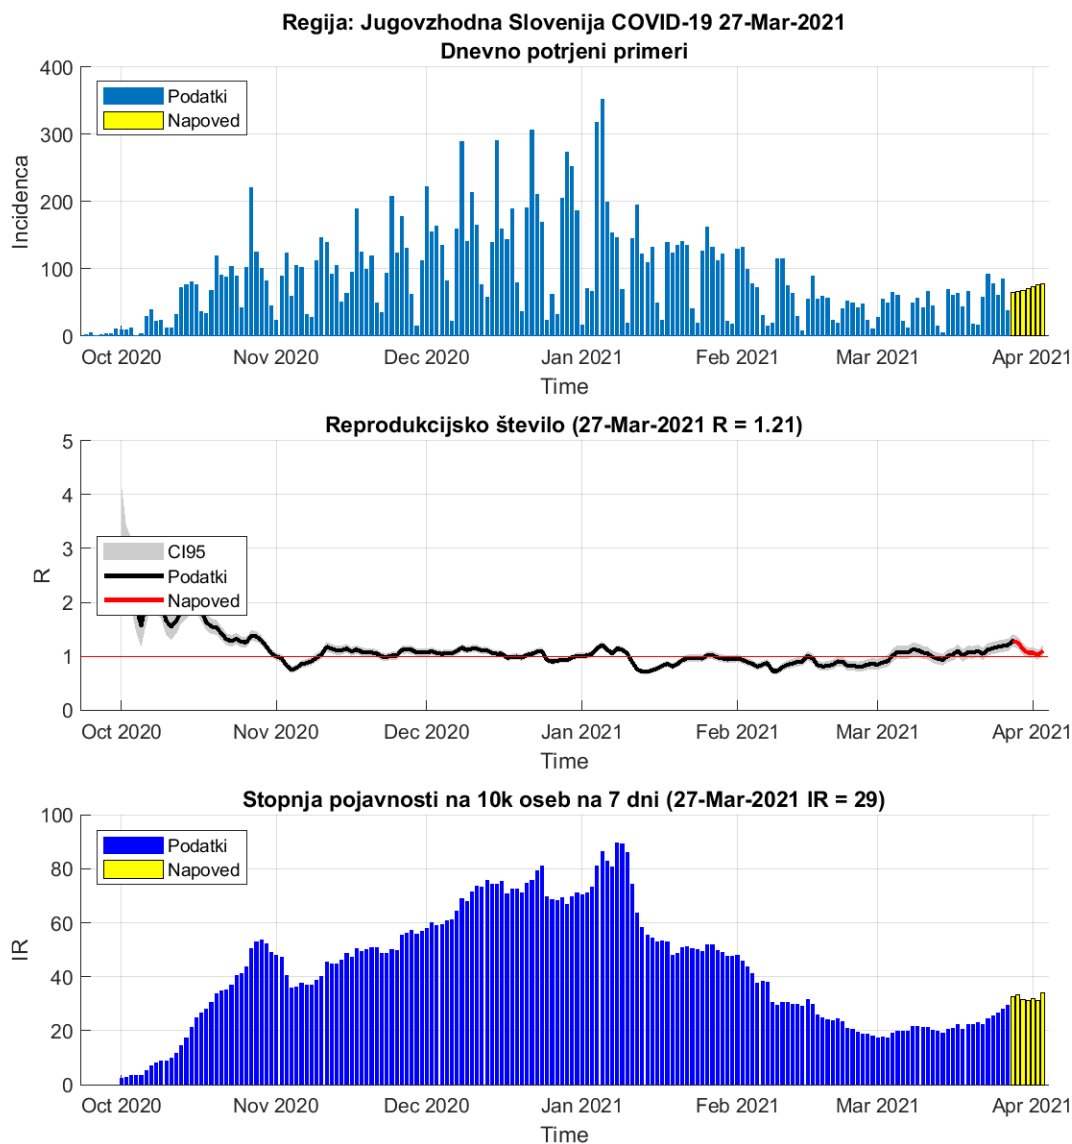 Regija: Jugovzhodna Slovenija COVID-19 27-Mar-2021
Dnevno potrjeni primeri
400
300
200
100
0
Incidenca
Podatki
Napoved
Oct 2020 Nov 2020 Dec 2020 Jan 2021 Feb 2021 Mar 2021 Apr 2021
Time
Reprodukcijsko število (27-Mar-2021 R = 1.21)
5
4
3
2
1
0
R
CI95
Podatki
Napoved
Oct 2020 Nov 2020 Dec 2020 Jan 2021 Feb 2021 Mar 2021 Apr 2021
Time
Stopnja pojavnosti na 10k oseb na 7 dni (27-Mar-2021 IR = 29)
100
80
60
40
20
0
IR
Podatki
Napoved
Oct 2020 Nov 2020 Dec 2020 Jan 2021 Feb 2021 Mar 2021 Apr 2021
Time